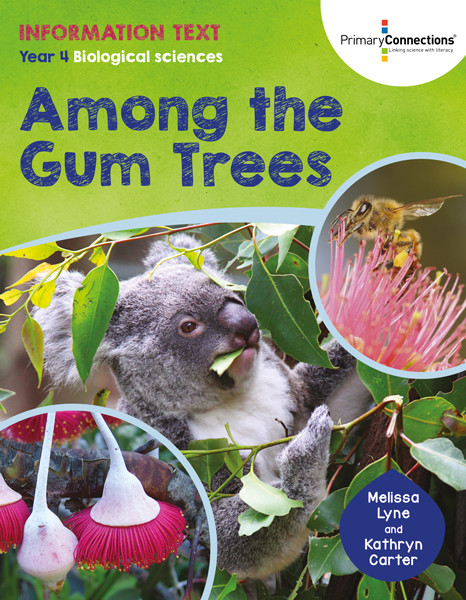 INFORMATION TEXT
Year 4 Biological sciences
PrimaryConnections®
Linking science with literacy
Among the
Gum Trees
Melissa
Lyne
and
Kathryn
Carter